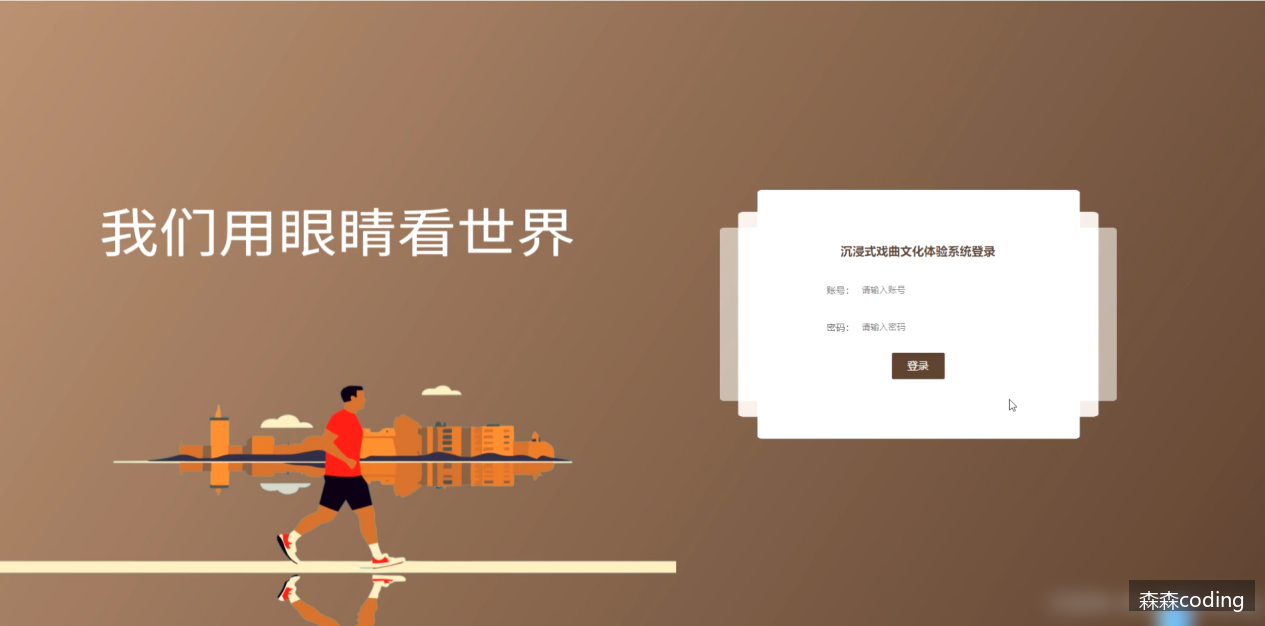 我们用眼睛看世界
沉浸式戏曲文化体验系统登录
账号： 请输入账号
密码： 请输入密码
登录
森森coding